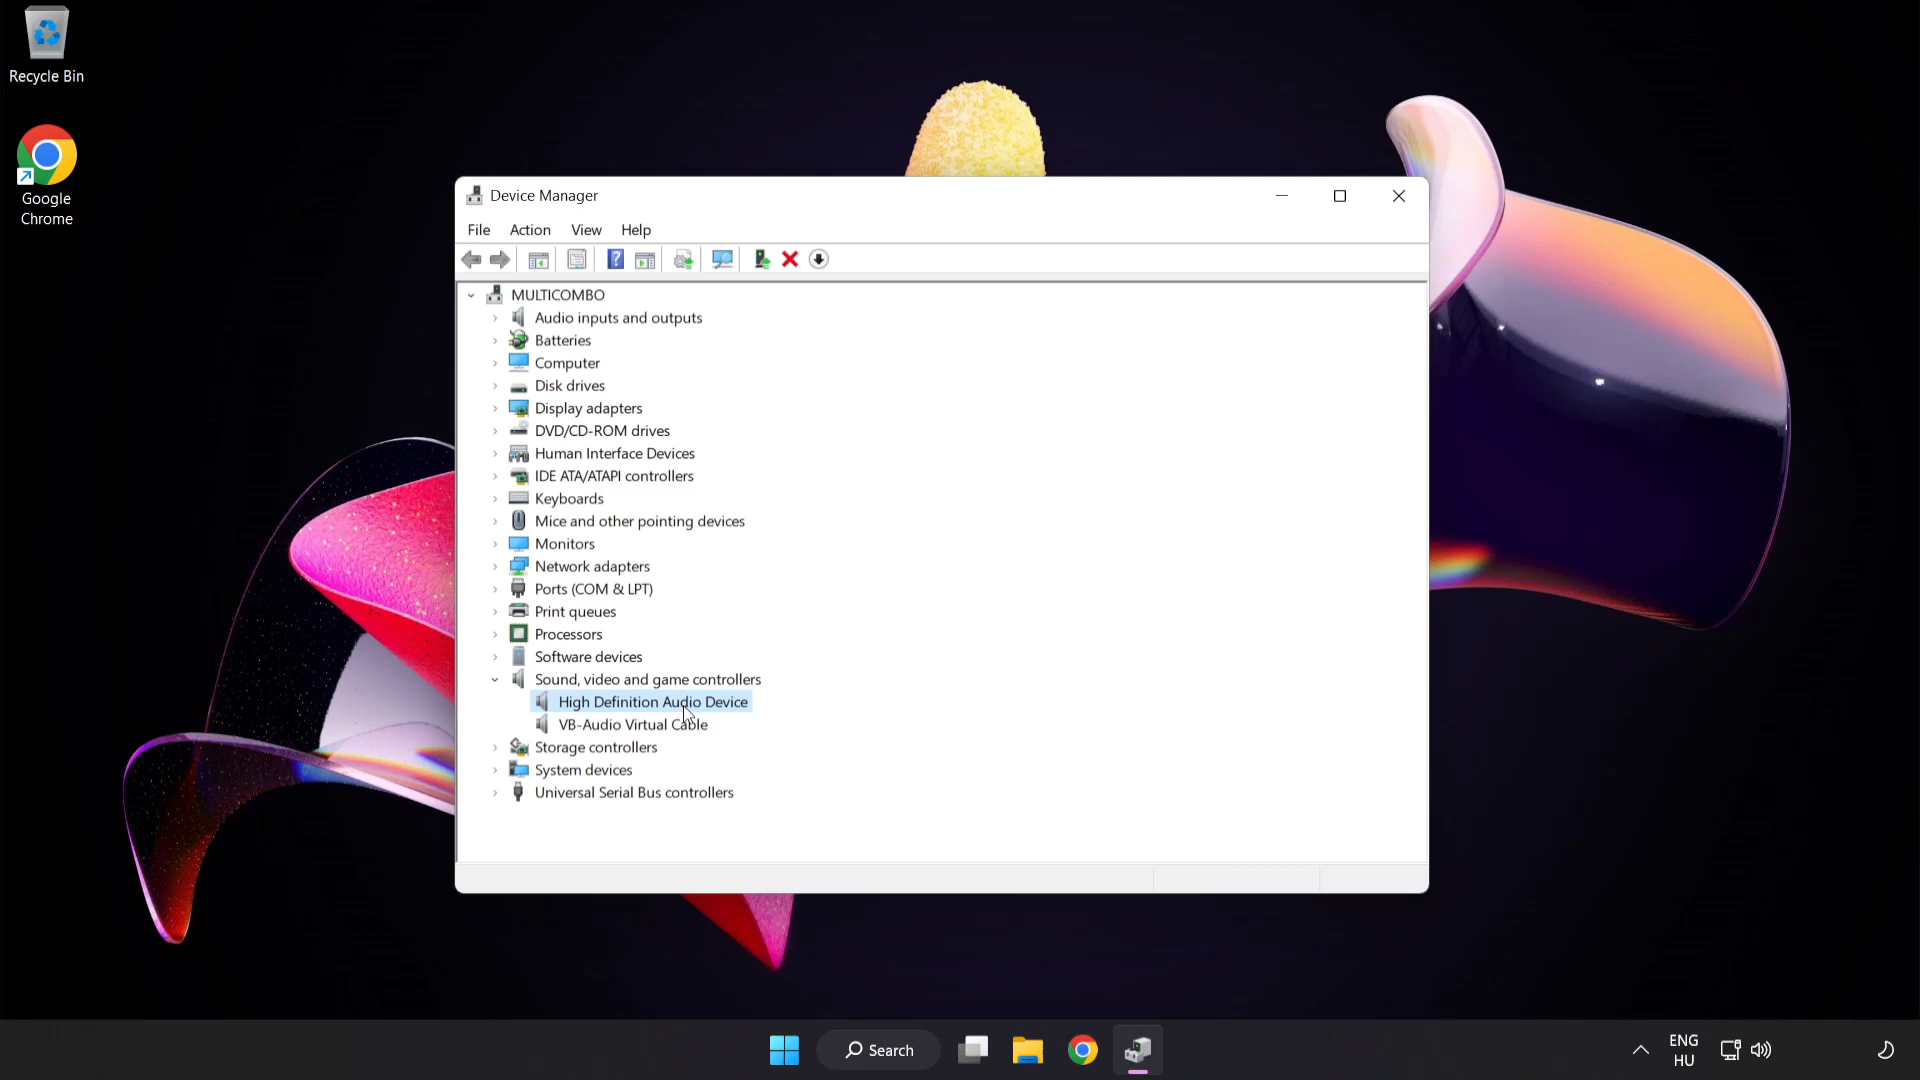 Recycle Bin
Google
Chrome
Device Manager
File Action View Help
MULTICOMBO
Audio inputs and outputs
Batteries
Computer
Disk drives
Display adapters
DVD/CD-ROM drives
Human Interface Devices
IDE ATA/ATAPI controllers
Keyboards
Mice and other pointing devices
Monitors
Network adapters
Ports (COM & LPT)
Print queues
Processors
Software devices
Sound, video and game controllers
High Definition Audio Device
VB-Audio Virtual Cable
Storage controllers
System devices
Universal Serial Bus controllers
Search
ENG
HU